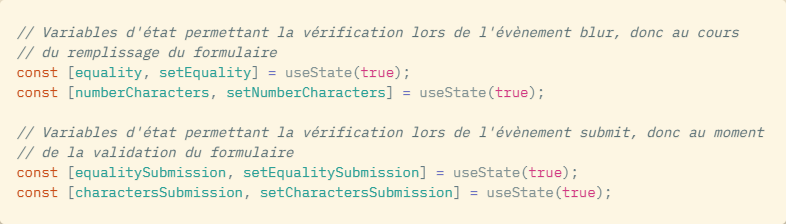 // Variables d'état permettant la vérification lors de l'évènement blur, donc au cours
// du remplissage du formulaire
const [equality, setEquality] = useState(true);
const [numberCharacters, setNumberCharacters] = useState(true);
// Variables d'état permettant la vérification lors de l'évènement submit, donc au moment
// de la validation du formulaire
const [equalitySubmission, setEqualitySubmission] = useState(true);
const [charactersSubmission, setCharactersSubmission] = useState(true);